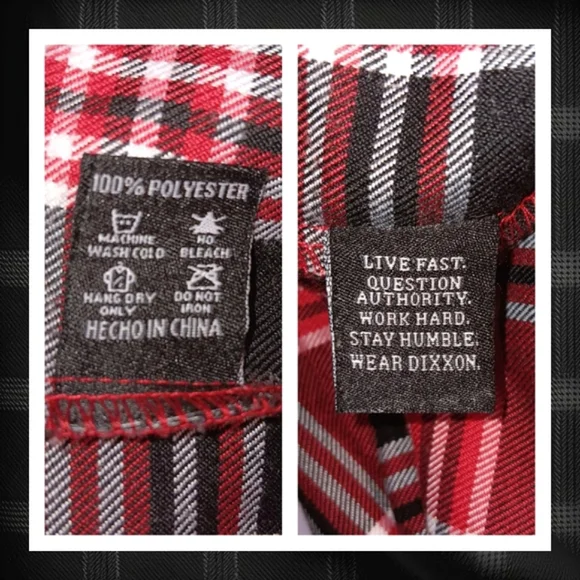 100% POLYESTER
MACHINE
WASH COLD
NO
BLEACH
HANG DRY
ONLY
DO NOT
IRON
HECHO IN CHINA
LIVE FAST.
QUESTION
AUTHORITY.
WORK HARD.
STAY HUMBLE.
WEAR DIXXON.